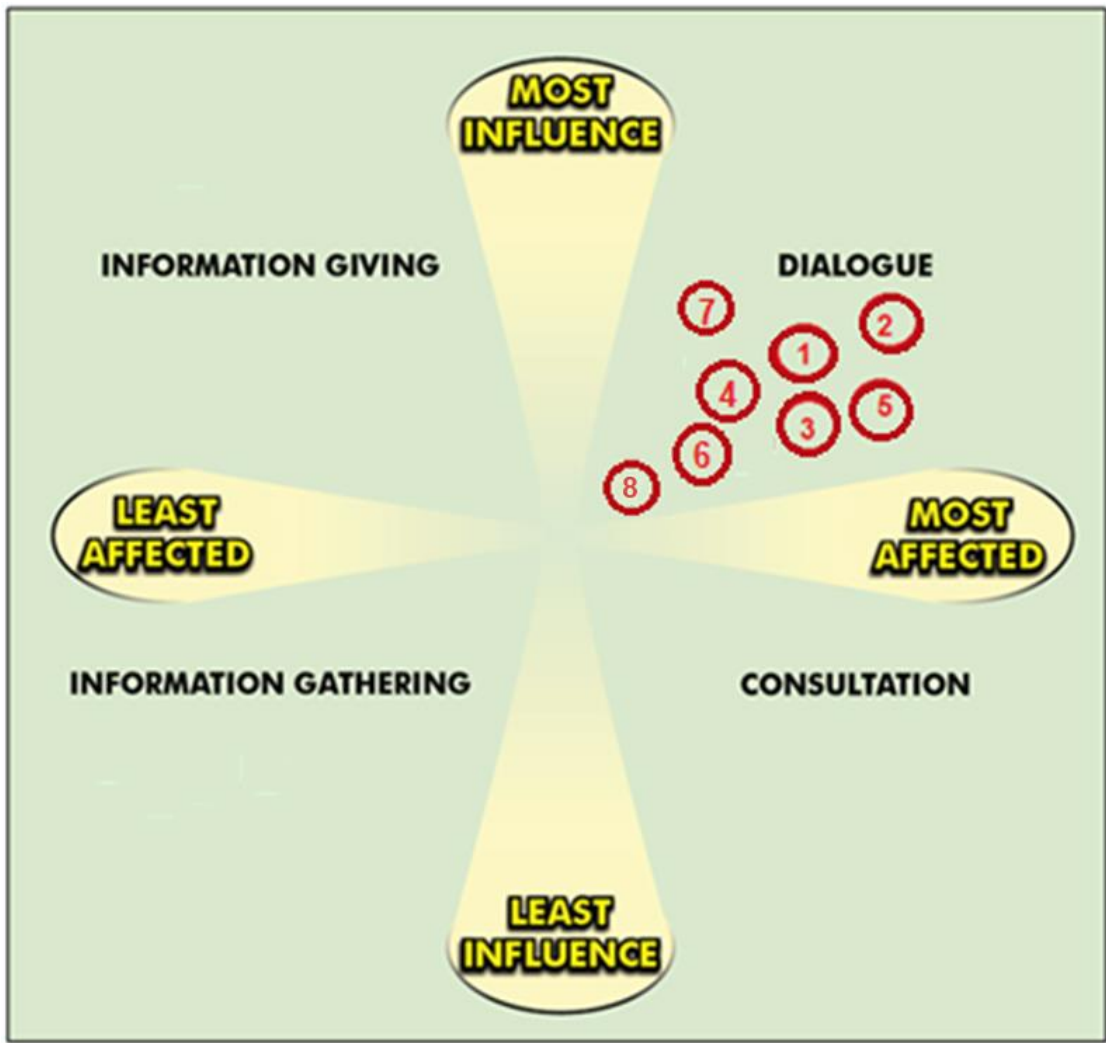 MOST
INFLUENCE
INFORMATION GIVING
DIALOGUE
7
2
1
4
5
3
6
8
LEAST
AFFECTED
MOST
AFFECTED
INFORMATION GATHERING
CONSULTATION
LEAST
INFLUENCE